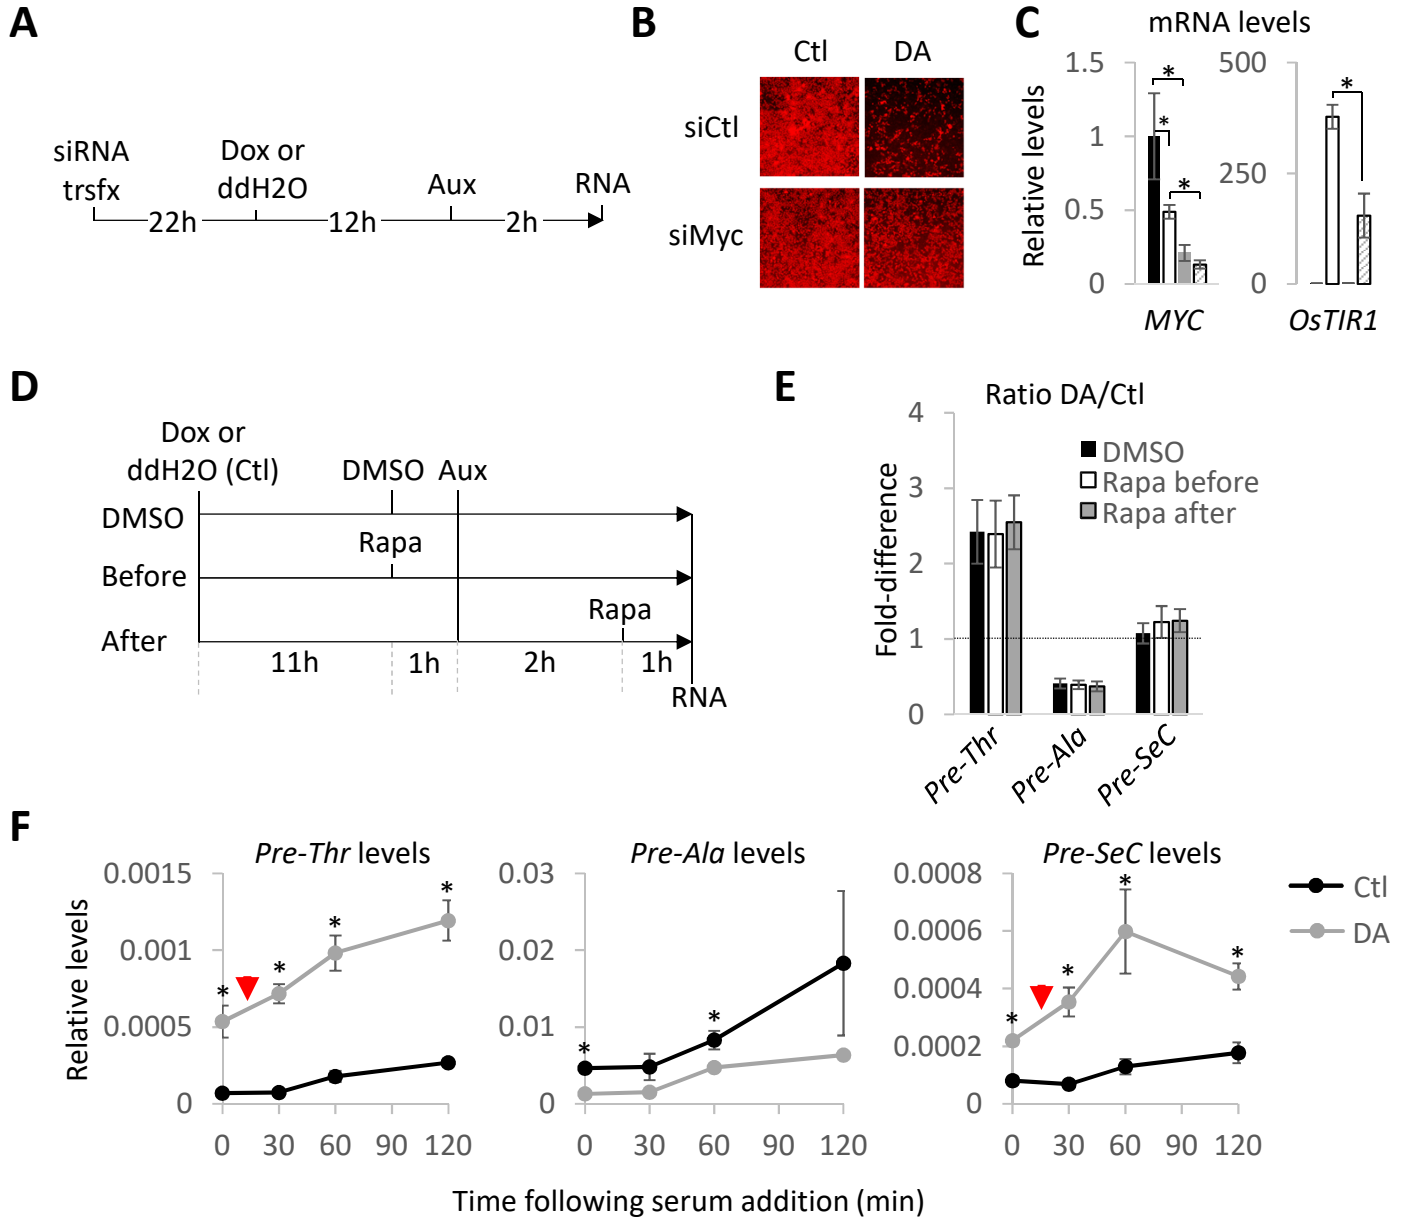 A
siRNA
trsfx
Dox or
ddH2O
Aux
RNA
22h
12h
2h
B
Ctl
DA
siCtl
siMyc
C
mRNA levels
Relative levels
1.5
1
0.5
0
*
*
*
MYC
500
250
0
*
OsTIR1
D
Dox or
ddH2O (Ctl)
DMSO
Aux
DMSO
Rapa
Before
Rapa
After
11h
1h
2h
1h
RNA
E
Ratio DA/Ctl
Fold-difference
4
3
2
1
0
DMSO
Rapa before
Rapa after
Pre-Thr
Pre-Ala
Pre-SeC
F
Relative levels
Pre-Thr levels
0.0015
0.001
0.0005
0
* * * *
0 30 60 90 120
Pre-Ala levels
0.03
0.02
0.01
0
* *
0 30 60 90 120
Pre-SeC levels
0.0008
0.0006
0.0004
0.0002
0
* * * *
0 30 60 90 120
Ctl
DA
Time following serum addition (min)